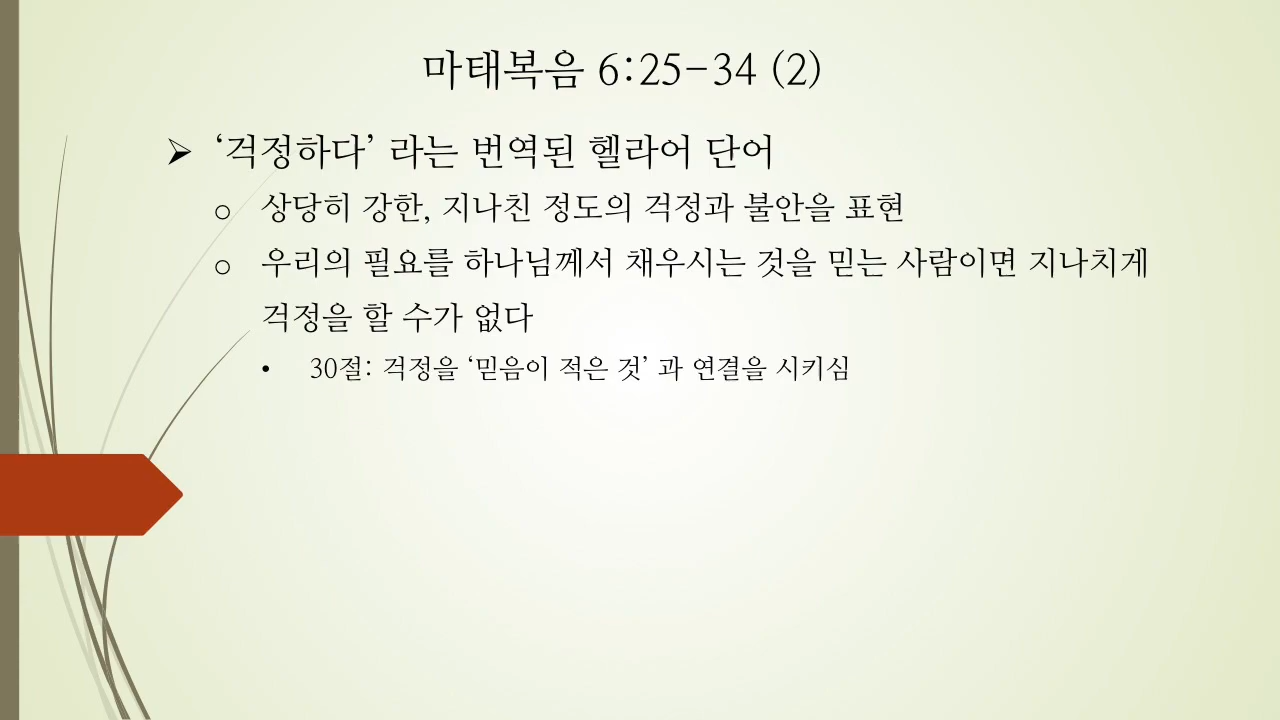 마태복음 6:25-34 (2)
➢ ‘걱정하다’ 라는 번역된 헬라어 단어
o 상당히 강한, 지나친 정도의 걱정과 불안을 표현
o 우리의 필요를 하나님께서 채우시는 것을 믿는 사람이면 지나치게
걱정을 할 수가 없다
• 30절: 걱정을 ‘믿음이 적은 것’ 과 연결을 시키심